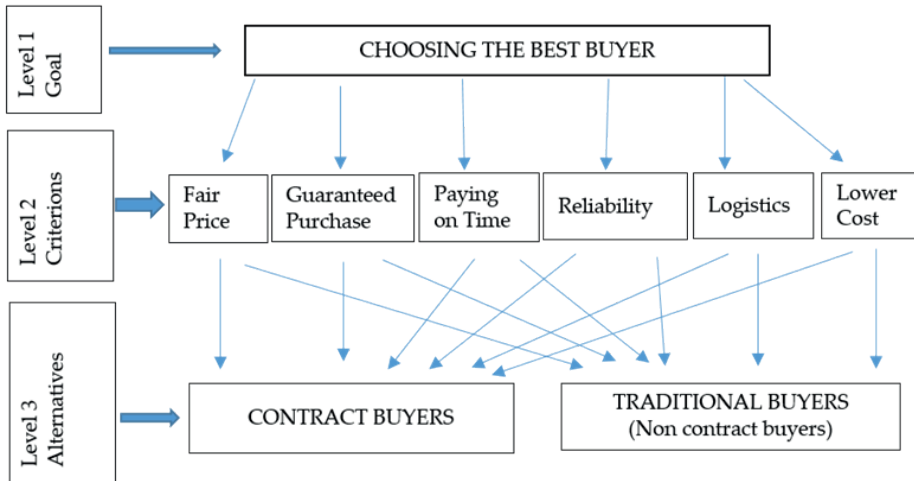 Level 1
Goal
CHOOSING THE BEST BUYER
Level 2
Criterions
Fair
Price
Guaranteed
Purchase
Paying
on Time
Reliability
Logistics
Lower
Cost
Level 3
Alternatives
CONTRACT BUYERS
TRADITIONAL BUYERS
(Non contract buyers)